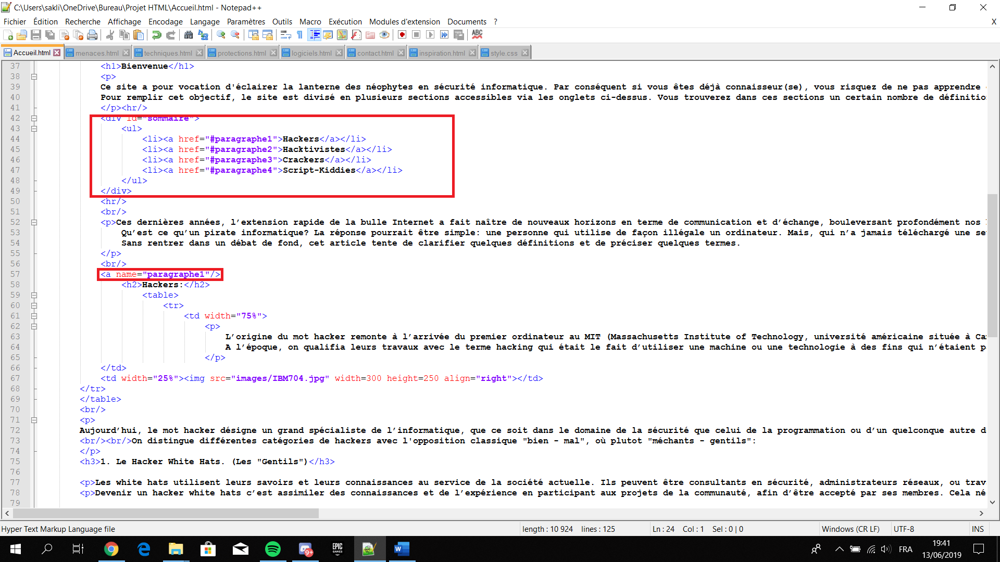 C:\Users\sakli\OneDrive\Bureau\Projet HTML\Accueil.html - Notepad++
Fichier Édition Recherche Affichage Encodage Langage Paramètres Outils Macro Exécution Modules d'extension Documents ? X
Accueil.html menaces.html techniques.html protections.html logiciels.html contact.html inspiration.html style.css
37 <h1>Bienvenue</h1>
38 <p>
39 Ce site a pour vocation d'éclairer la lanterne des néophytes en sécurité informatique. Par conséquent si vous êtes déjà connaisseur(se), vous risquez de ne pas apprendre
40 Pour remplir cet objectif, le site est divisé en plusieurs sections accessibles via les onglets ci-dessus. Vous trouverez dans ces sections un certain nombre de définitio
41 </p><hr/>
42 <div id="sommaire">
43 <ul>
44 <li><a href="#paragraphe1">Hackers</a></li>
45 <li><a href="#paragraphe2">Hacktivistes</a></li>
46 <li><a href="#paragraphe3">Crackers</a></li>
47 <li><a href="#paragraphe4">Script-Kiddies</a></li>
48 </ul>
49 </div>
50 <hr/>
51 <br/>
52 <p>Ces dernières années, l’extension rapide de la bulle Internet a fait naître de nouveaux horizons en terme de communication et d’échange, bouleversant profondément nos
53 Qu’est ce qu’un pirate informatique? La réponse pourrait être simple: une personne qui utilise de façon illégale un ordinateur. Mais, qui n’a jamais téléchargé une se
54 Sans rentrer dans un débat de fond, cet article tente de clarifier quelques définitions et de préciser quelques termes.
55 </p>
56 <br/>
57 <a name="paragraphe1"/>
58 <h2>Hackers:</h2>
59 <table>
60 <tr>
61 <td width="75%">
62 <p>
63 L’origine du mot hacker remonte à l’arrivée du premier ordinateur au MIT (Massachusetts Institute of Technology, université américaine située à Ca
64 A l’époque, on qualifia leurs travaux avec le terme hacking qui était le fait d’utiliser une machine ou une technologie à des fins qui n’étaient p
65 </p>
66 </td>
67 <td width="25%"><img src="images/IBM704.jpg" width=300 height=250 align="right"></td>
68 </tr>
69 </table>
70 <br/>
71 <p>
72 Aujourd’hui, le mot hacker désigne un grand spécialiste de l’informatique, que ce soit dans le domaine de la sécurité que celui de la programmation ou d’un quelconque autre d
73 <br/><br/>On distingue différentes catégories de hackers avec l'opposition classique "bien - mal", où plutot "méchants - gentils":
74 </p>
75 <h3>1. Le Hacker White Hats. (Les "Gentils")</h3>
76
77 <p>Les white hats utilisent leurs savoirs et leurs connaissances au service de la société actuelle. Ils peuvent être consultants en sécurité, administrateurs réseaux, ou trav
78 <p>Devenir un hacker white hats c’est assimiler des connaissances et de l’expérience en participant aux projets de la communauté, afin d’être accepté par ses membres. Cela né
79
Hyper Text Markup Language file length : 10 924 lines : 125 Ln : 24 Col : 1 Sel : 0 | 0 Windows (CR LF) UTF-8 INS
EPIC GAMES 9+ FRA 19:41
13/06/2019